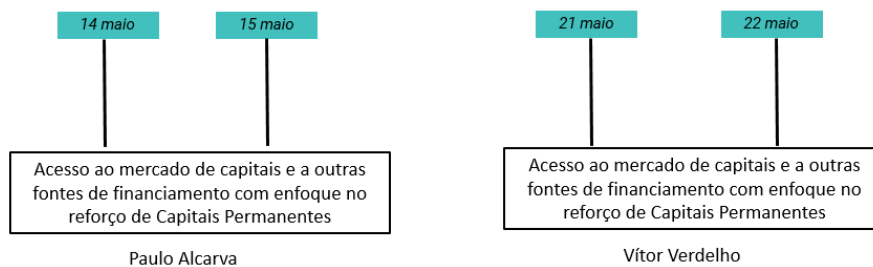 14 maio
15 maio
21 maio
22 maio
Acesso ao mercado de capitais e a outras
fontes de financiamento com enfoque no
reforço de Capitais Permanentes
Paulo Alcarva
Acesso ao mercado de capitais e a outras
fontes de financiamento com enfoque no
reforço de Capitais Permanentes
Vítor Verdelho